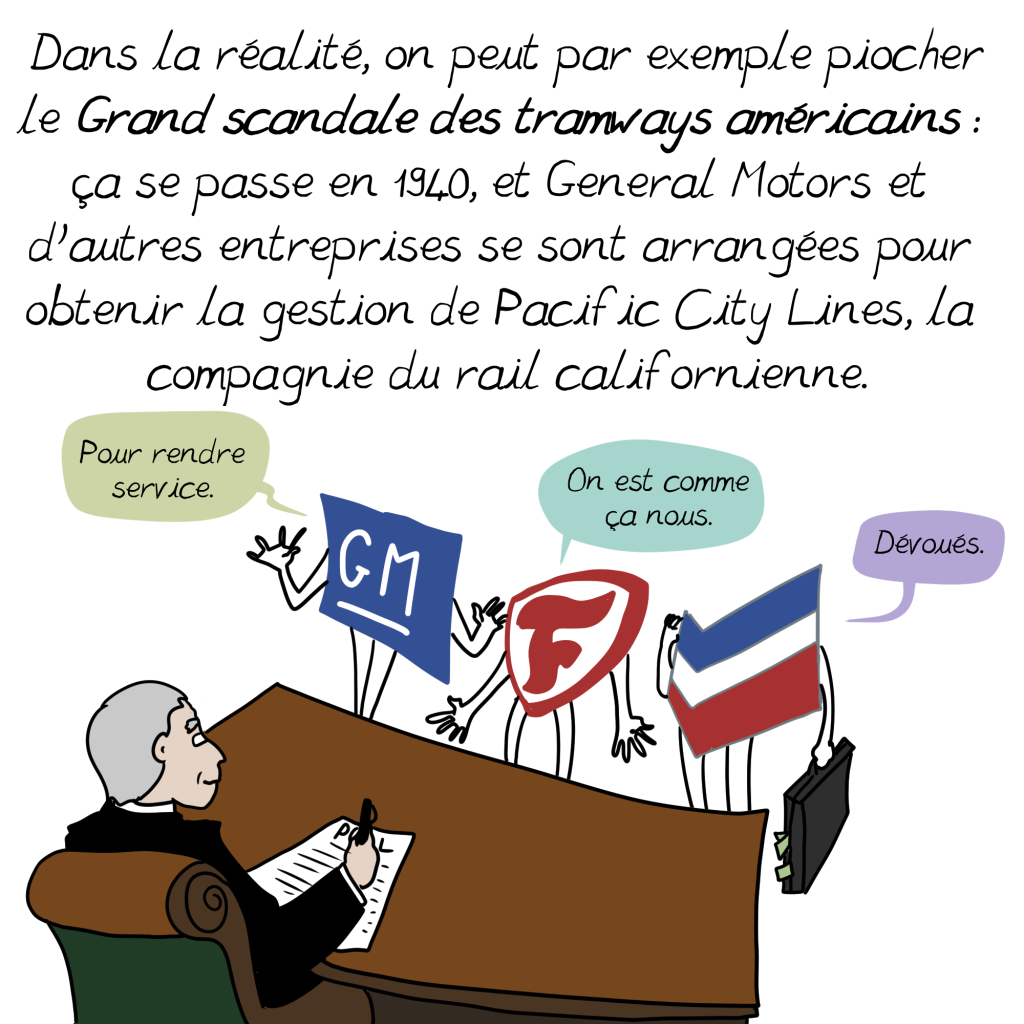 Dans la réalité, on peut par exemple piocher
le Grand scandale des tramways américains :
ça se passe en 1940, et General Motors et
d'autres entreprises se sont arrangées pour
obtenir la gestion de Pacific City Lines, la
compagnie du rail californienne.
Pour rendre
service.
On est comme
ça nous.
Dévoués.
GM
F